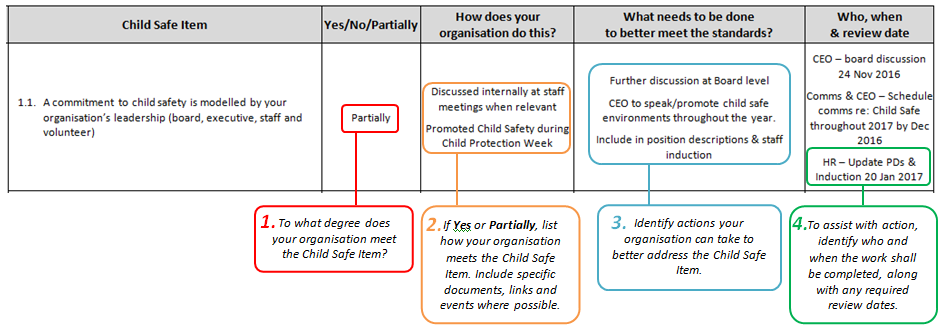 Child Safe Item
Yes/No/Partially
How does your
organisation do this?
What needs to be done
to better meet the standards?
Who, when
& review date
1.1. A commitment to child safety is modelled by your
organisation's leadership (board, executive, staff and
volunteer)
Partially
Discussed internally at staff
meetings when relevant
Promoted Child Safety during
Child Protection Week
Further discussion at Board level
CEO to speak/promote child safe
environments throughout the year.
Include in position descriptions & staff
induction
CEO – board discussion
24 Nov 2016
Comms & CEO – Schedule
comms re: Child Safe
throughout 2017 by Dec
2016
HR – Update PDs &
Induction 20 Jan 2017
1. To what degree does
your organisation meet
the Child Safe Item?
2. If Yes or Partially, list
how your organisation
meets the Child Safe
Item. Include specific
documents, links and
events where possible.
3. Identify actions your
organisation can take to
better address the Child Safe
Item.
4. To assist with action,
identify who and
when the work shall
be completed, along
with any required
review dates.